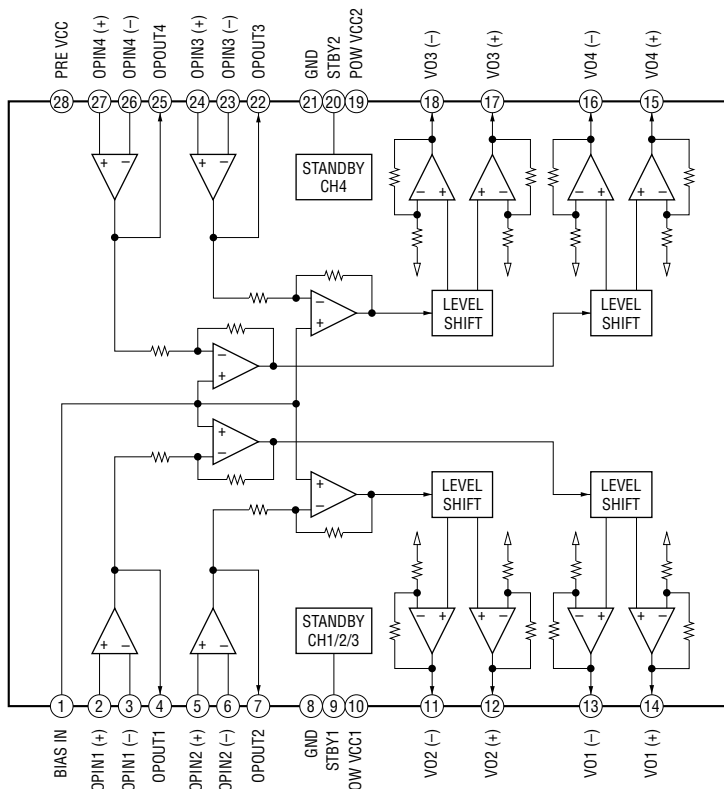 PRE VCC
OPIN4 (+)
OPIN4 (−)
OPOUT4
OPIN3 (+)
OPIN3 (−)
OPOUT3
GND
STBY2
POW VCC2
VO3 (−)
VO3 (+)
VO4 (−)
VO4 (+)
28 27 26 25 24 23 22 21 20 19 18 17 16 15
+ − + −
STANDBY
CH4
− + + − − + + −
−
+
LEVEL
SHIFT
LEVEL
SHIFT
−
+
+
−
+
−
LEVEL
SHIFT
LEVEL
SHIFT
+ − + −
STANDBY
CH1/2/3
− + + − − + + −
1 2 3 4 5 6 7 8 9 10 11 12 13 14
BIAS IN
OPIN1 (+)
OPIN1 (−)
OPOUT1
OPIN2 (+)
OPIN2 (−)
OPOUT2
GND
STBY1
POW VCC1
VO2 (−)
VO2 (+)
VO1 (−)
VO1 (+)